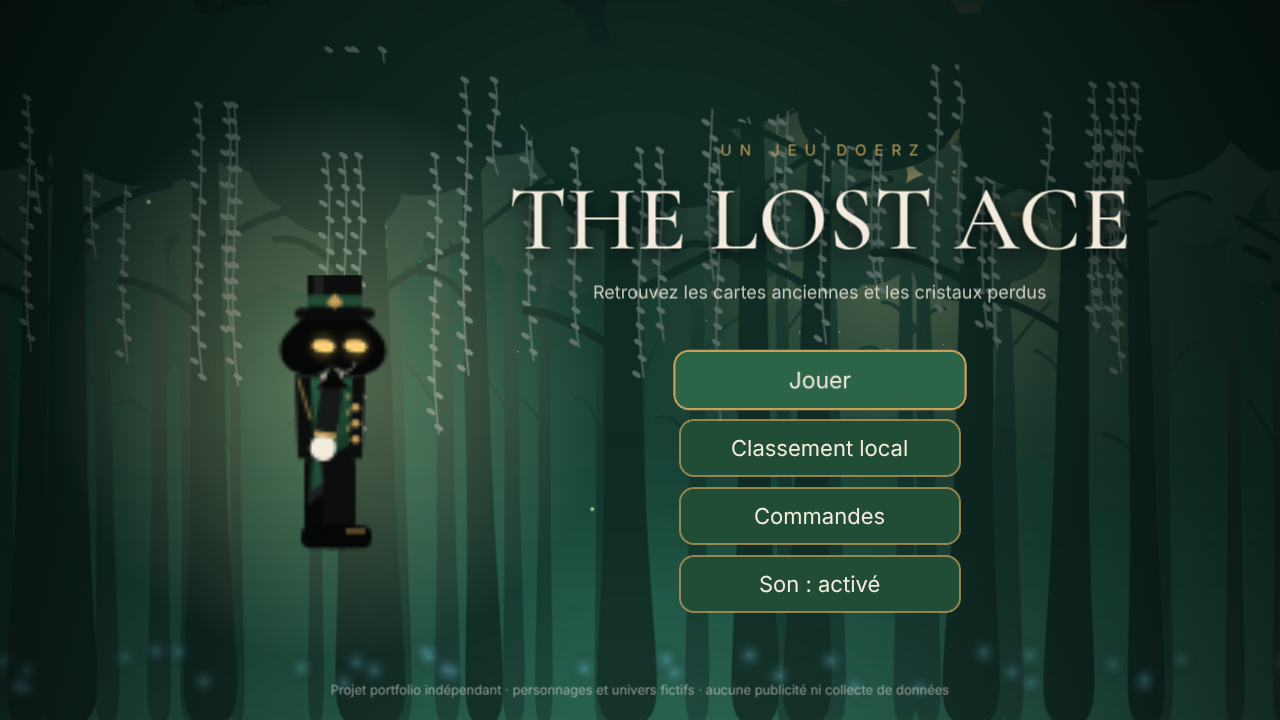 UN JEU DOERZ
THE LOST ACE
Retrouvez les cartes anciennes et les cristaux perdus
Jouer
Classement local
Commandes
Son : activé
Projet portfolio indépendant · personnages et univers fictifs · aucune publicité ni collecte de données